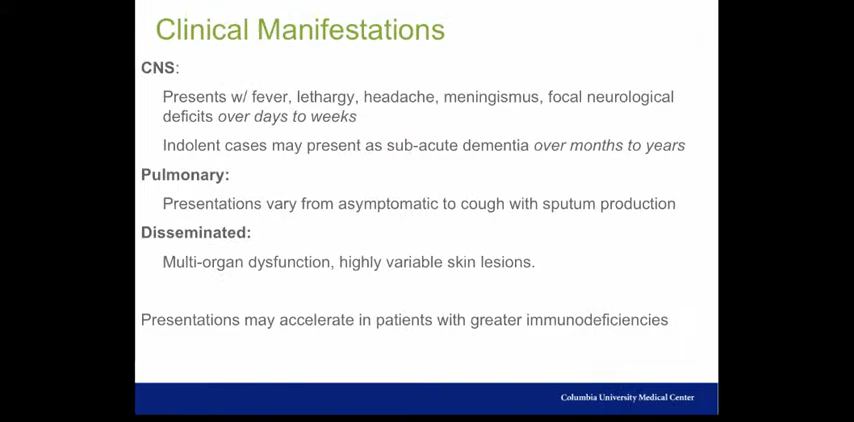 Clinical Manifestations
CNS:
Presents w/ fever, lethargy, headache, meningismus, focal neurological
deficits over days to weeks
Indolent cases may present as sub-acute dementia over months to years
Pulmonary:
Presentations vary from asymptomatic to cough with sputum production
Disseminated:
Multi-organ dysfunction, highly variable skin lesions.
Presentations may accelerate in patients with greater immunodeficiencies
Columbia University Medical Center